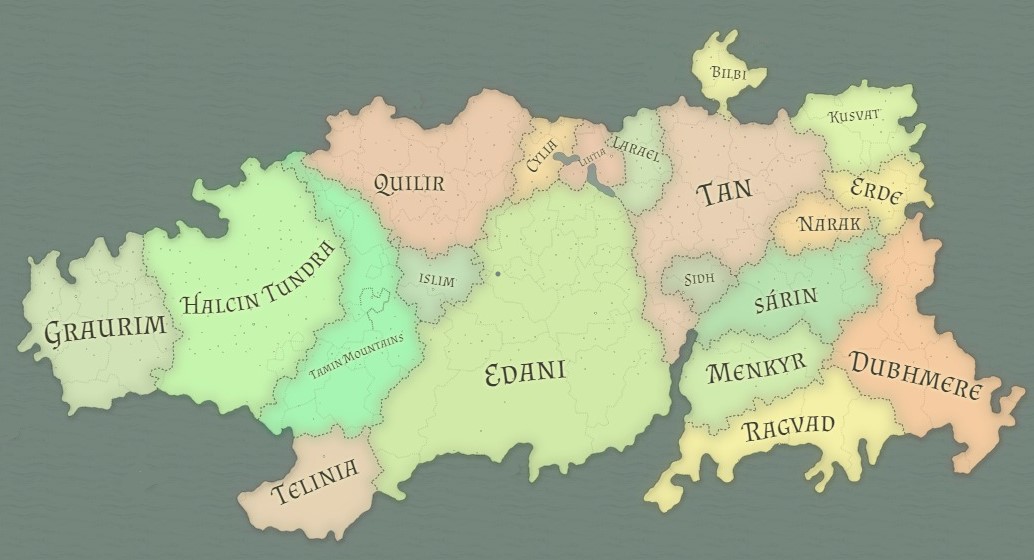 BILBI
KUSVAT
CYLIA
LARAEL
QUILIR
TAN
ERDE
NARAK
ISLIM
SIDH
HALCIN TUNDRA
SÁRIN
GRAURIM
TAMIN MOUNTAINS
EDANI
MENKYR
DUBHMERE
RAGVAD
TELINIA